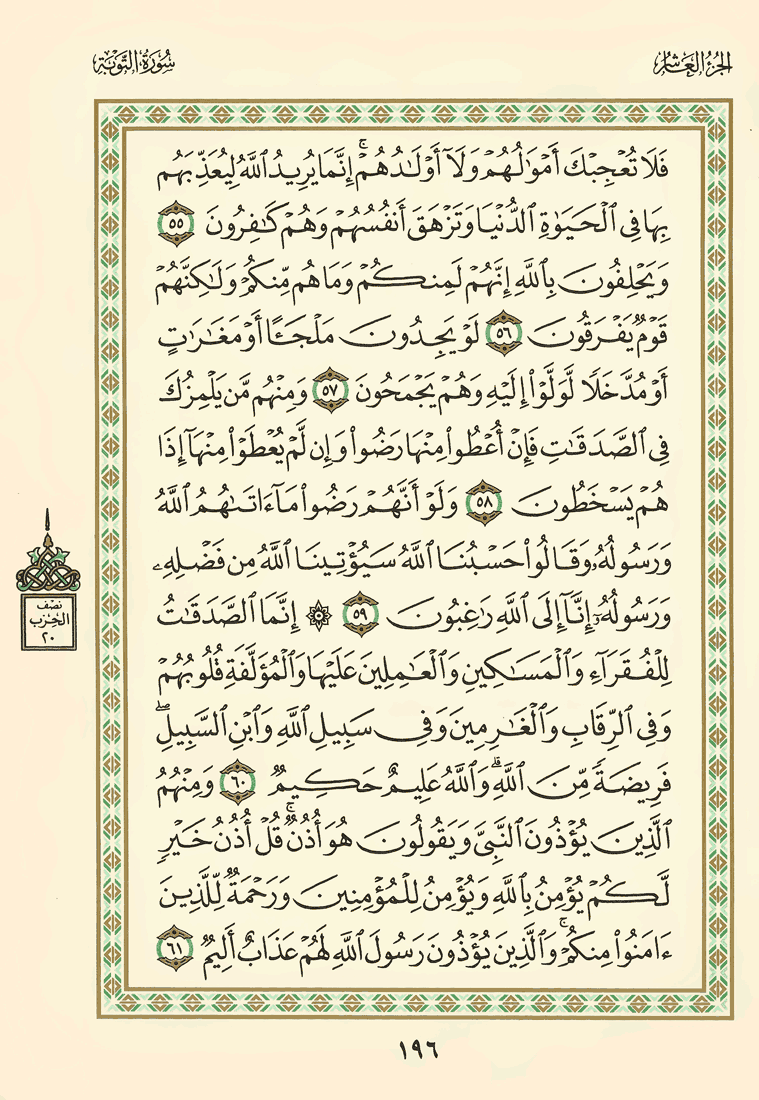 الجزء العاشر
سورة التوبة
فَلَا تُعۡجِبۡكَ أَمۡوَٰلُهُمۡ وَلَآ أَوۡلَٰدُهُمۡۚ إِنَّمَا يُرِيدُ ٱللَّهُ لِيُعَذِّبَهُم
بِهَا فِي ٱلۡحَيَوٰةِ ٱلدُّنۡيَا وَتَزۡهَقَ أَنفُسُهُمۡ وَهُمۡ كَٰفِرُونَ ٥٥
وَيَحۡلِفُونَ بِٱللَّهِ إِنَّهُمۡ لَمِنكُمۡ وَمَا هُم مِّنكُمۡ وَلَٰكِنَّهُمۡ
قَوۡمٞ يَفۡرَقُونَ ٥٦ لَوۡ يَجِدُونَ مَلۡجَـًٔا أَوۡ مَغَٰرَٰتٍ
أَوۡ مُدَّخَلٗا لَّوَلَّوۡاْ إِلَيۡهِ وَهُمۡ يَجۡمَحُونَ ٥٧ وَمِنۡهُم مَّن يَلۡمِزُكَ
فِي ٱلصَّدَقَٰتِ فَإِنۡ أُعۡطُواْ مِنۡهَا رَضُواْ وَإِن لَّمۡ يُعۡطَوۡاْ مِنۡهَآ إِذَا
هُمۡ يَسۡخَطُونَ ٥٨ وَلَوۡ أَنَّهُمۡ رَضُواْ مَآ ءَاتَىٰهُمُ ٱللَّهُ
وَرَسُولُهُۥ وَقَالُواْ حَسۡبُنَا ٱللَّهُ سَيُؤۡتِينَا ٱللَّهُ مِن فَضۡلِهِۦ
وَرَسُولُهُۥٓ إِنَّآ إِلَى ٱللَّهِ رَٰغِبُونَ ٥٩ ۞ إِنَّمَا ٱلصَّدَقَٰتُ
لِلۡفُقَرَآءِ وَٱلۡمَسَٰكِينِ وَٱلۡعَٰمِلِينَ عَلَيۡهَا وَٱلۡمُؤَلَّفَةِ قُلُوبُهُمۡ
وَفِي ٱلرِّقَابِ وَٱلۡغَٰرِمِينَ وَفِي سَبِيلِ ٱللَّهِ وَٱبۡنِ ٱلسَّبِيلِۖ
فَرِيضَةٗ مِّنَ ٱللَّهِۗ وَٱللَّهُ عَلِيمٌ حَكِيمٞ ٦٠ وَمِنۡهُمُ
ٱلَّذِينَ يُؤۡذُونَ ٱلنَّبِيَّ وَيَقُولُونَ هُوَ أُذُنٞۚ قُلۡ أُذُنُ خَيۡرٖ
لَّكُمۡ يُؤۡمِنُ بِٱللَّهِ وَيُؤۡمِنُ لِلۡمُؤۡمِنِينَ وَرَحۡمَةٞ لِّلَّذِينَ
ءَامَنُواْ مِنكُمۡۚ وَٱلَّذِينَ يُؤۡذُونَ رَسُولَ ٱللَّهِ لَهُمۡ عَذَابٌ أَلِيمٞ ٦١
نصف
الحزب
٢٠
١٩٦